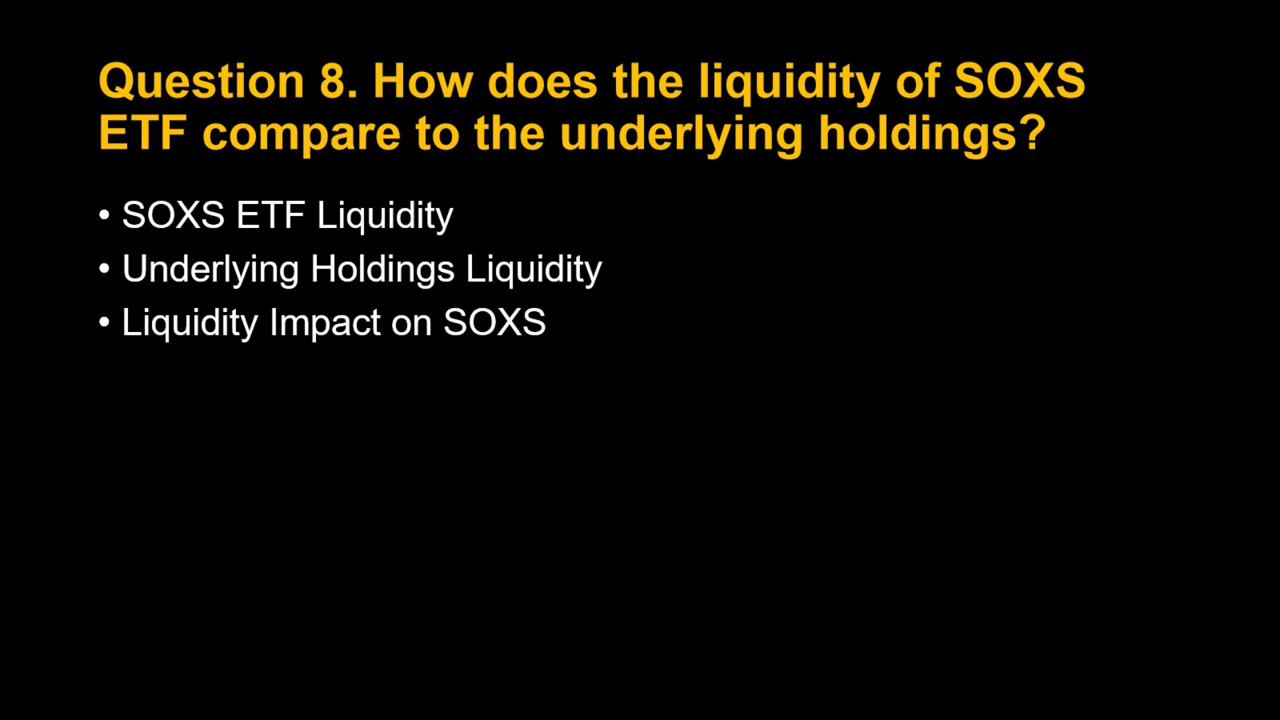 Question 8. How does the liquidity of SOXS
ETF compare to the underlying holdings?
• SOXS ETF Liquidity
• Underlying Holdings Liquidity
• Liquidity Impact on SOXS